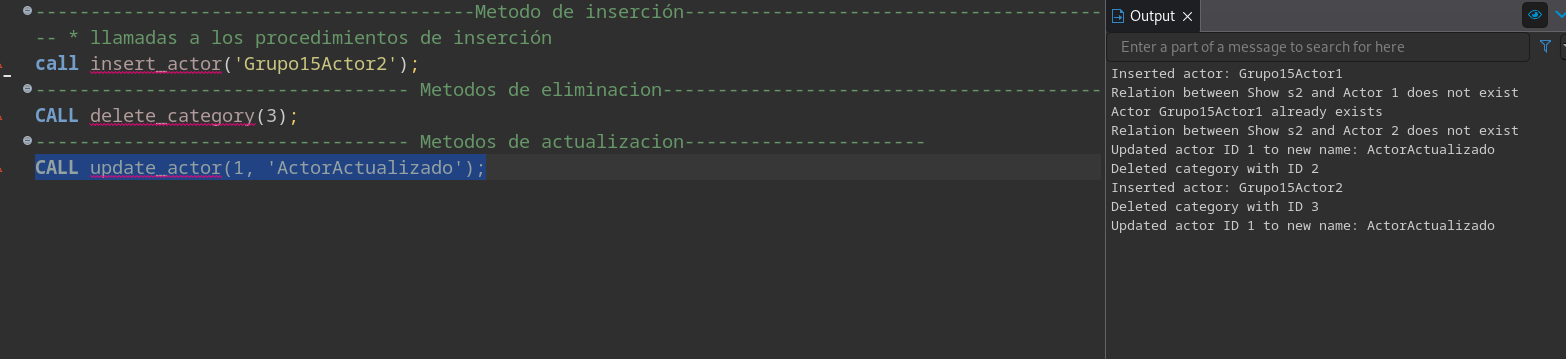 ----------------------------------------Metodo de inserción--------------------------------------
-- * llamadas a los procedimientos de inserción
call insert_actor('Grupo15Actor2');
---------------------------------- Metodos de eliminacion----------------------------------------
CALL delete_category(3);
---------------------------------- Metodos de actualizacion----------------------
CALL update_actor(1, 'ActorActualizado');
Output
Enter a part of a message to search for here
Inserted actor: Grupo15Actor1
Relation between Show s2 and Actor 1 does not exist
Actor Grupo15Actor1 already exists
Relation between Show s2 and Actor 2 does not exist
Updated actor ID 1 to new name: ActorActualizado
Deleted category with ID 2
Inserted actor: Grupo15Actor2
Deleted category with ID 3
Updated actor ID 1 to new name: ActorActualizado